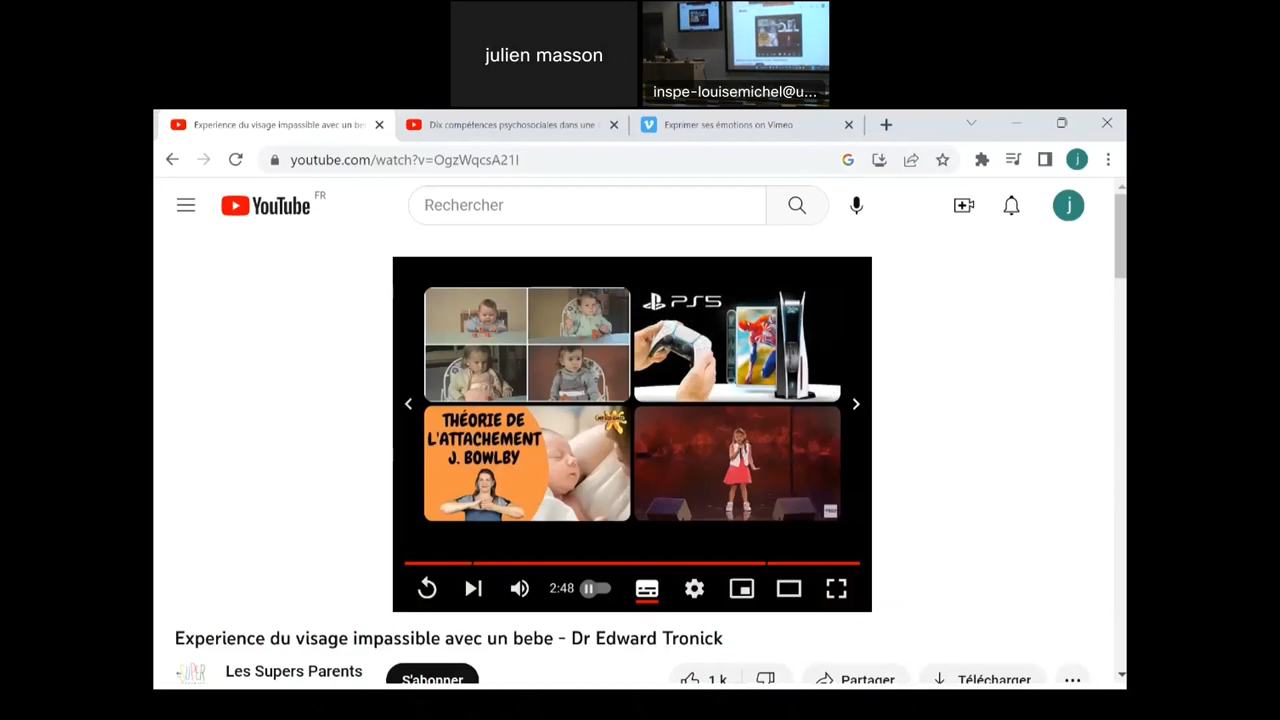 julien masson
inspe-louisemichel@u...
Experience du visage impassible avec un be
Dix compétences psychosociales dans une
Exprimer ses émotions on Vimeo
youtube.com/watch?v=OgzWqcsA21I
YouTube FR
Rechercher
j
PS5
THÉORIE DE
L'ATTACHEMENT
J. BOWLBY
2:48
Experience du visage impassible avec un bebe - Dr Edward Tronick
Les Supers Parents
S'abonner
1 k
Partager
Télécharger